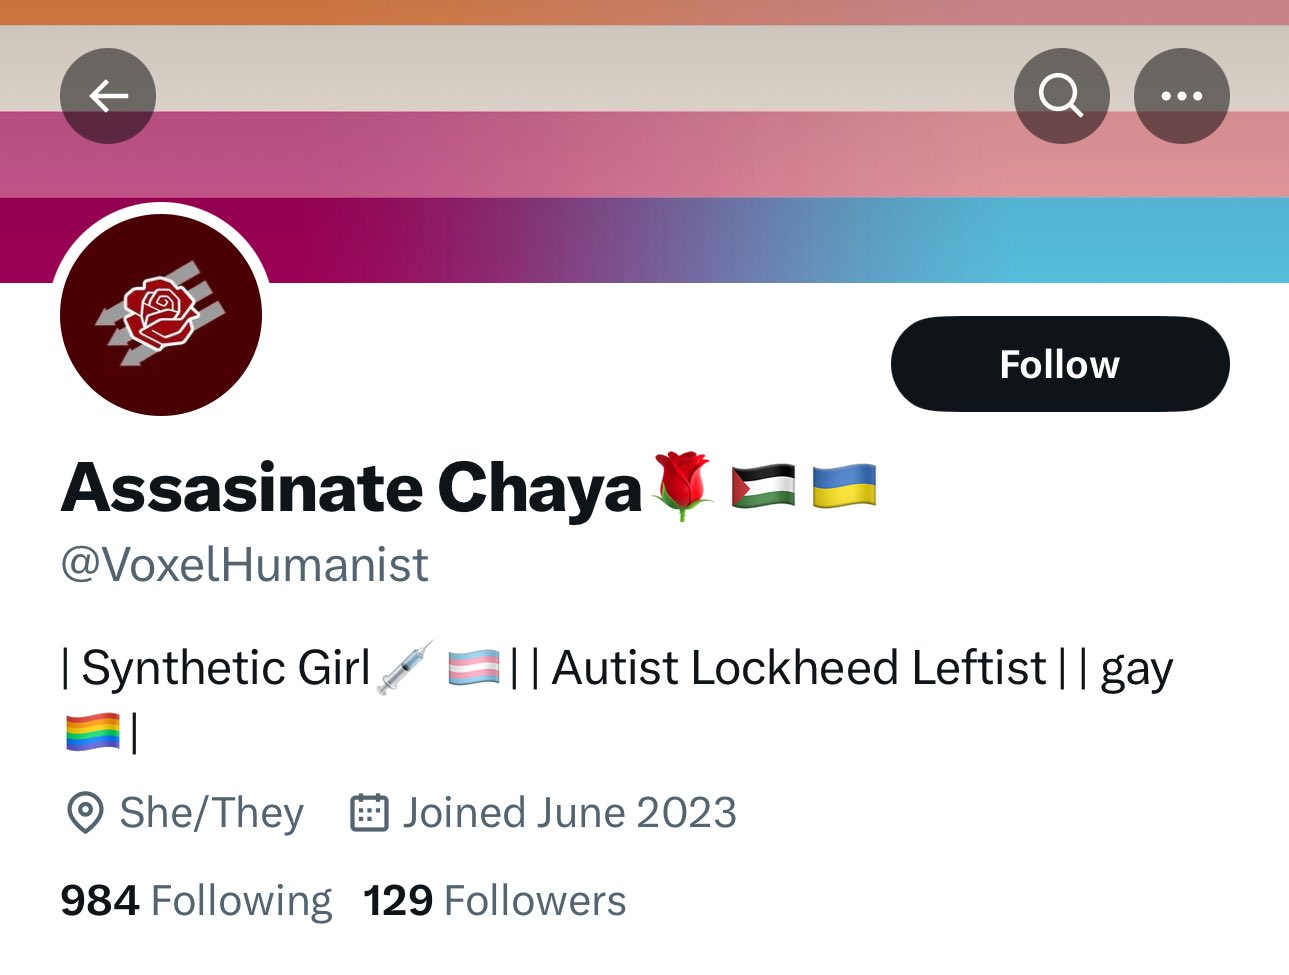 Follow
Assasinate Chaya🌹🇵🇸🇺🇦
@VoxelHumanist
| Synthetic Girl💉🏳️‍⚧️| | Autist Lockheed Leftist | | gay
🏳️‍🌈|
She/They Joined June 2023
984 Following 129 Followers